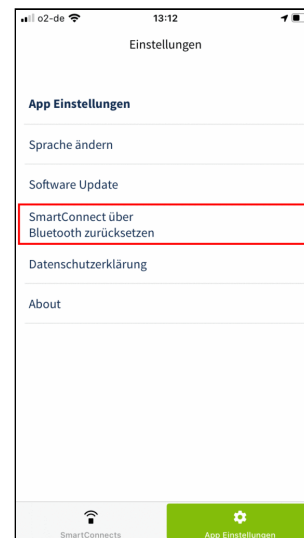 o2-de 13:12
Einstellungen
App Einstellungen
Sprache ändern
Software Update
SmartConnect über
Bluetooth zurücksetzen
Datenschutzerklärung
About
SmartConnects App Einstellungen